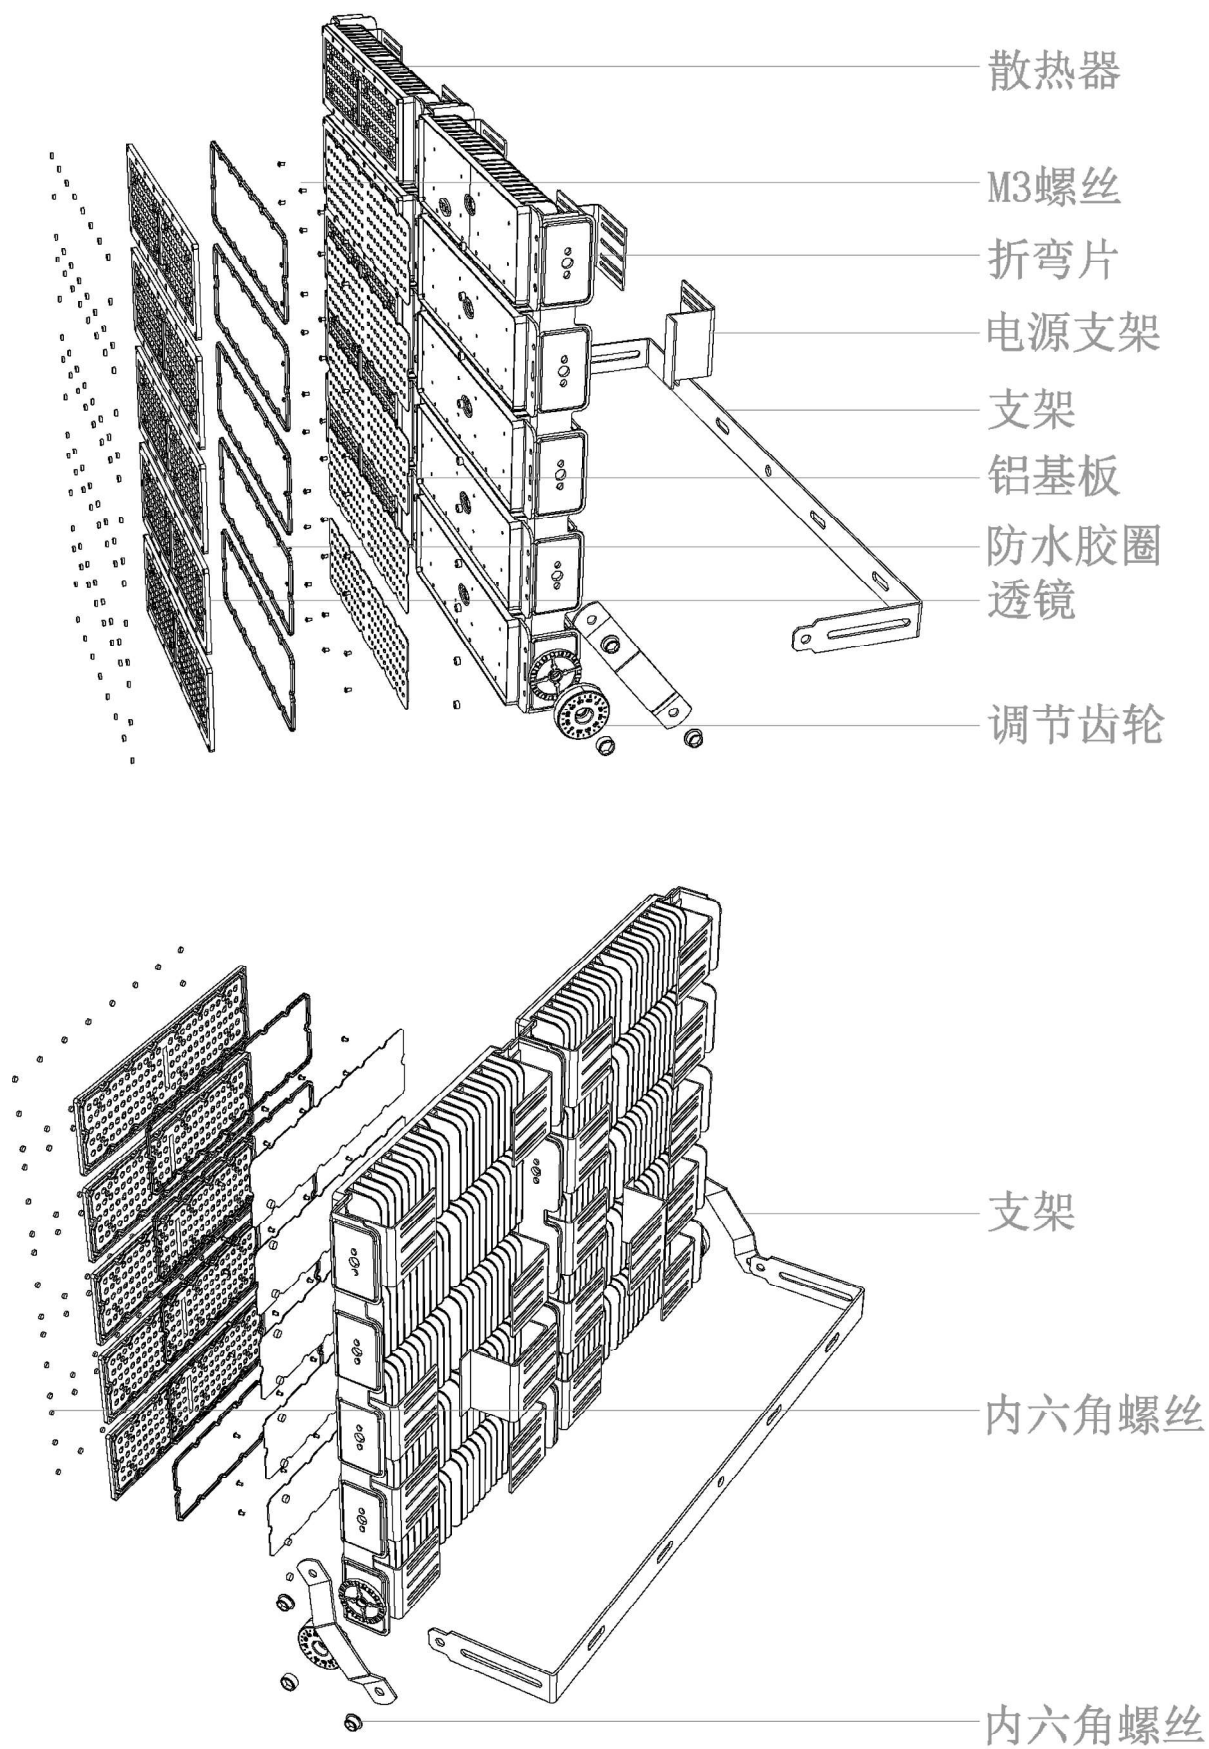 散热器
M3螺丝
折弯片
电源支架
支架
铝基板
防水胶圈
透镜
调节齿轮
支架
内六角螺丝
内六角螺丝